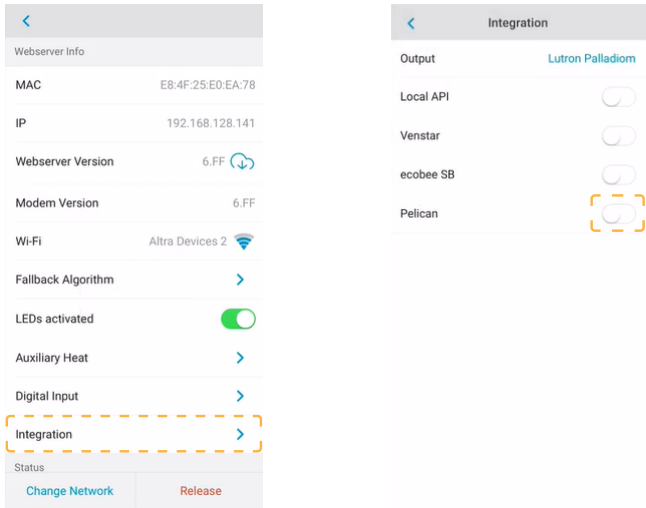 Webserver Info
MAC E8:4F:25:E0:EA:78
IP 192.168.128.141
Webserver Version 6.FF
Modem Version 6.FF
Wi-Fi Altra Devices 2
Fallback Algorithm
LEDs activated
Auxiliary Heat
Digital Input
Integration
Status
Change Network Release
Integration
Output Lutron Palladiom
Local API
Venstar
ecobee SB
Pelican